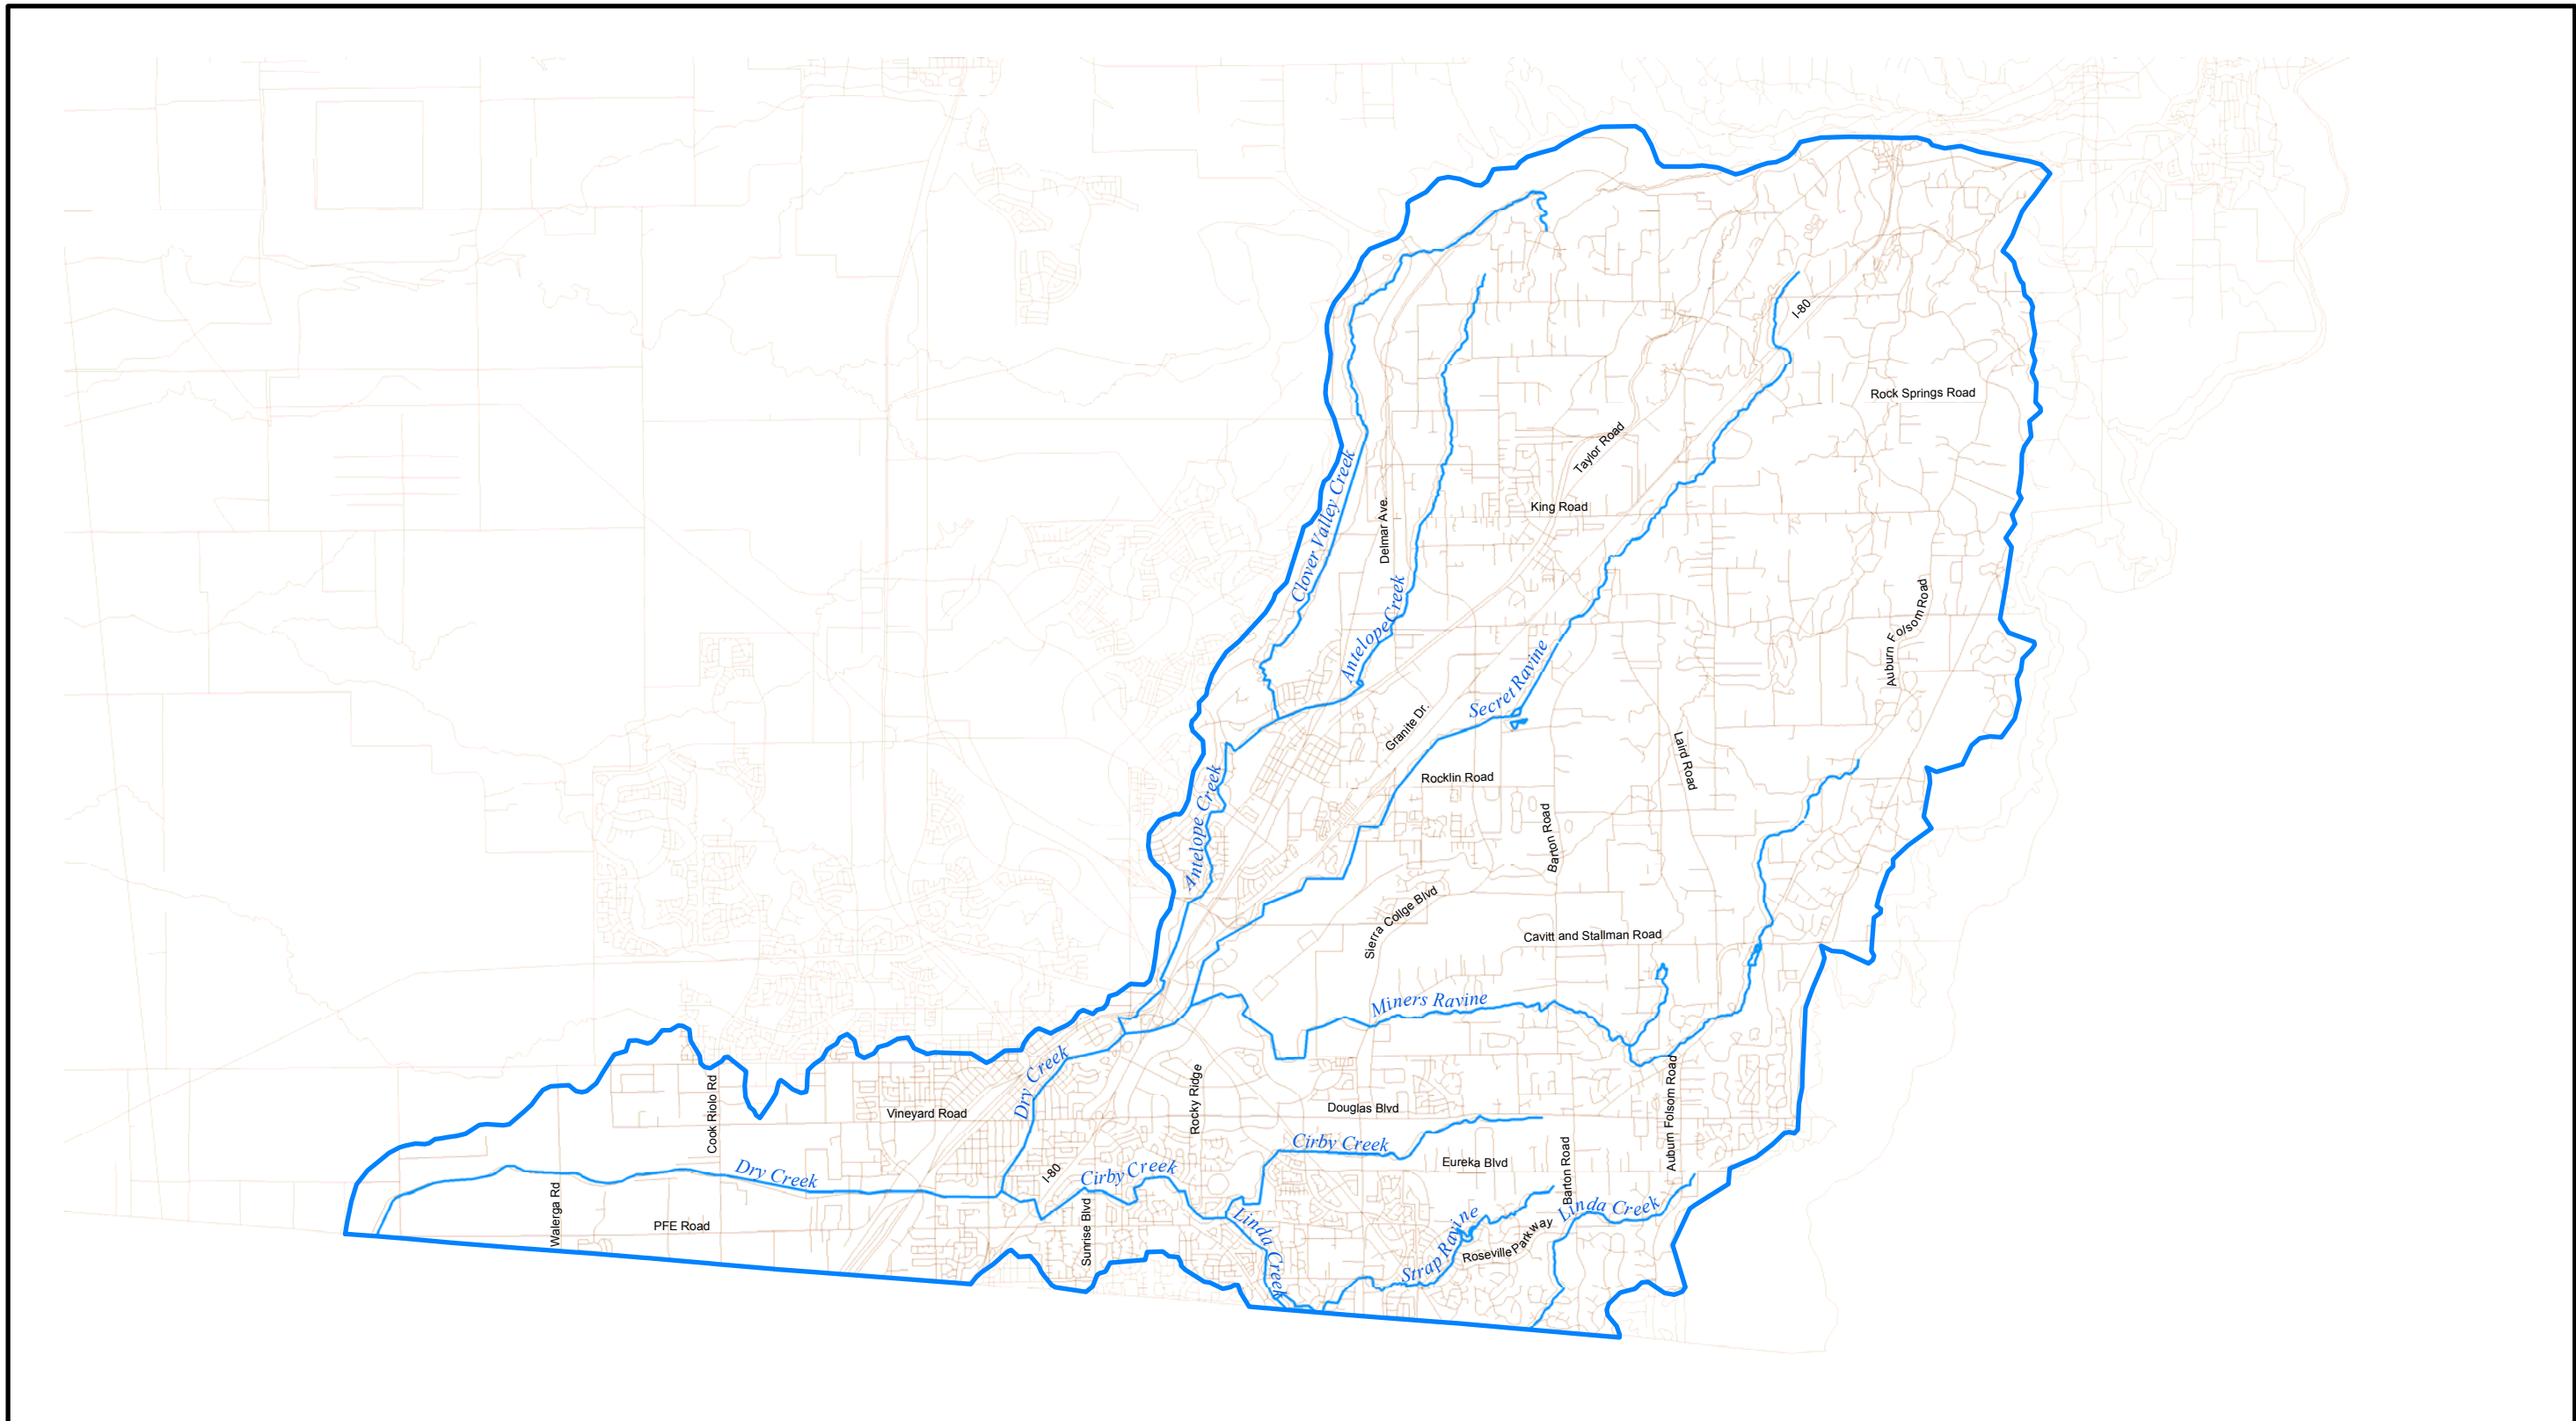 I-80
Rock Springs Road
Taylor Road
Clover Valley Creek
King Road
Delmar Ave.
Antelope Creek
Auburn Folsom Road
Secret Ravine
Granite Dr.
Laird Road
Rocklin Road
Antelope Creek
Barton Road
Sierra Collge Blvd
Cavitt and Stallman Road
Miners Ravine
Dry Creek
Rocky Ridge
Cook Riolo Rd
Vineyard Road
Douglas Blvd
Auburn Folsom Road
Cirby Creek
Eureka Blvd
Dry Creek
I-80
Cirby Creek
Barton Road
Linda Creek
Walerga Rd
PFE Road
Sunrise Blvd
Linda Creek
Strap Ravine
Roseville Parkway